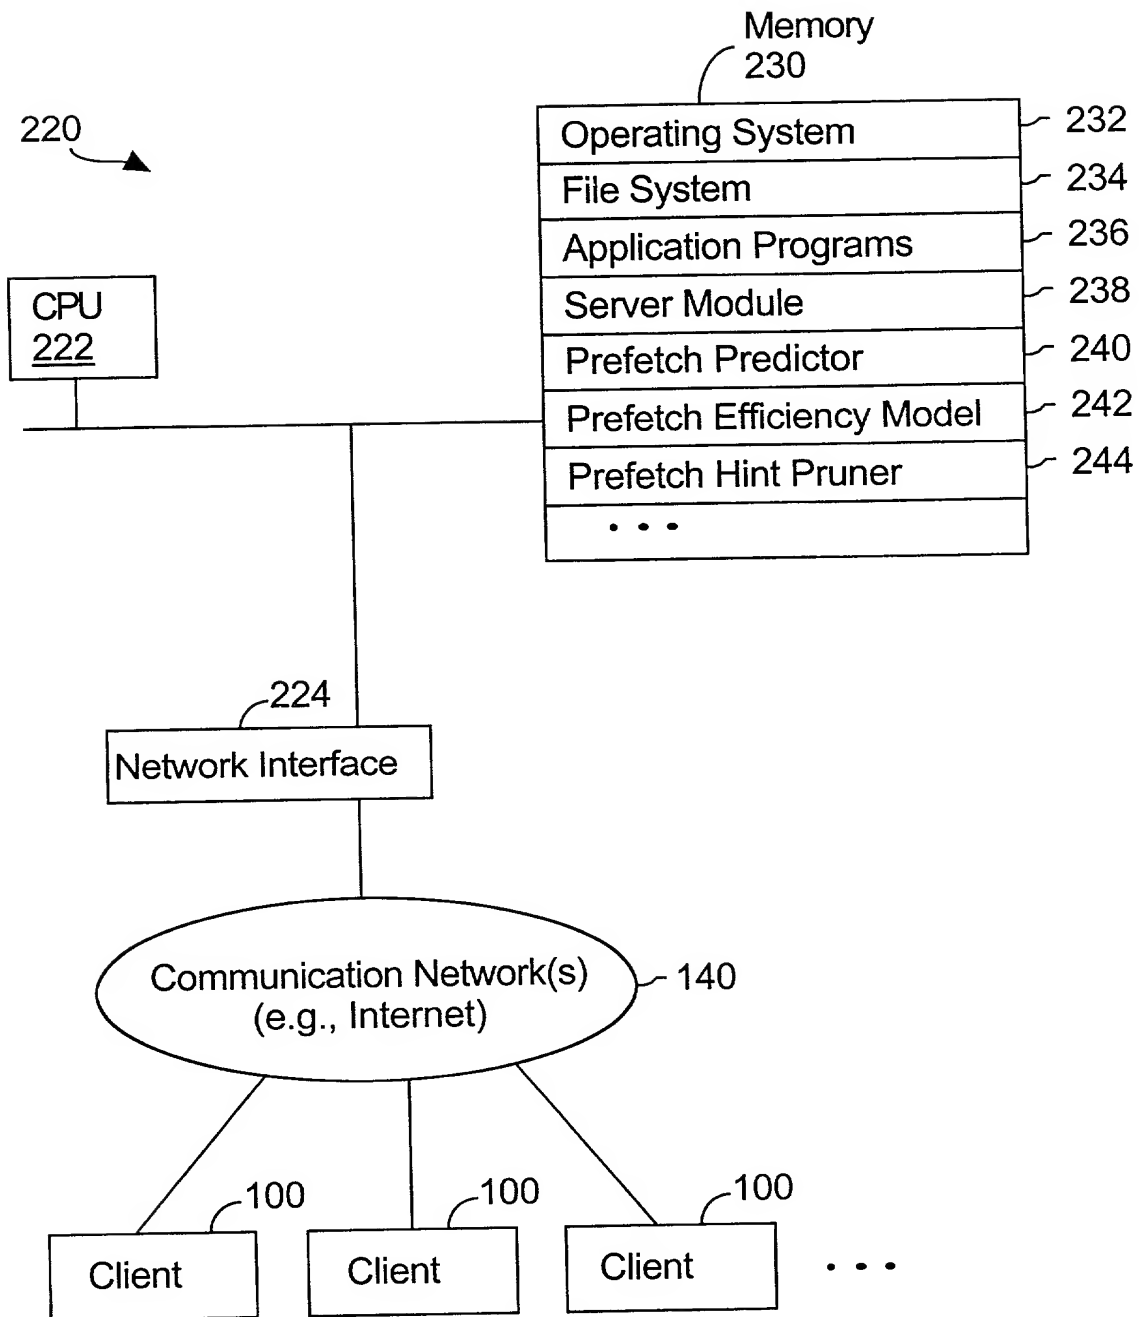 Memory
230
220
Operating System 232
File System 234
Application Programs 236
CPU
222
Server Module 238
Prefetch Predictor 240
Prefetch Efficiency Model 242
Prefetch Hint Pruner 244
• • •
224
Network Interface
Communication Network(s)
(e.g., Internet)
140
100
100
100
Client
Client
Client
• • •